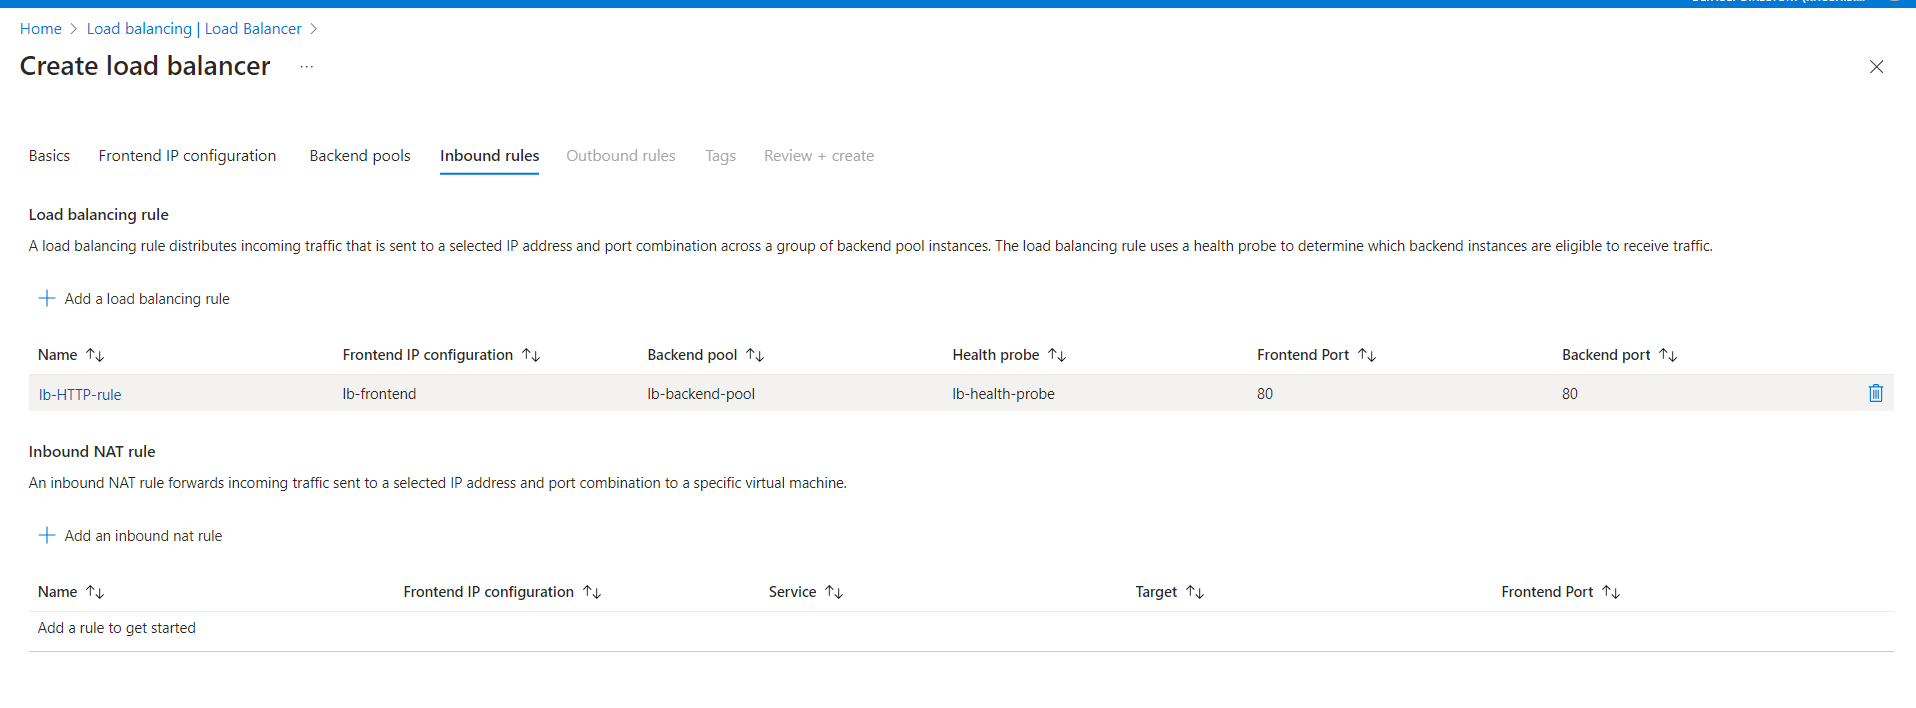 Home > Load balancing | Load Balancer >
Create load balancer ...
Basics Frontend IP configuration Backend pools Inbound rules Outbound rules Tags Review + create
Load balancing rule
A load balancing rule distributes incoming traffic that is sent to a selected IP address and port combination across a group of backend pool instances. The load balancing rule uses a health probe to determine which backend instances are eligible to receive traffic.
+ Add a load balancing rule
Name Frontend IP configuration Backend pool Health probe Frontend Port Backend port
lb-HTTP-rule lb-frontend lb-backend-pool lb-health-probe 80 80
Inbound NAT rule
An inbound NAT rule forwards incoming traffic sent to a selected IP address and port combination to a specific virtual machine.
+ Add an inbound nat rule
Name Frontend IP configuration Service Target Frontend Port
Add a rule to get started